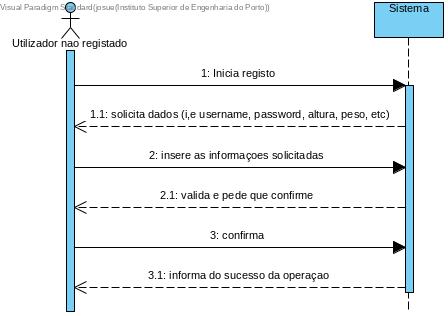 Visual Paradigm Standard(josue(Instituto Superior de Engenharia do Porto))
Sistema
Utilizador nao registado
1: Inicia registo
1.1: solicita dados (i,e username, password, altura, peso, etc)
2: insere as informaçoes solicitadas
2.1: valida e pede que confirme
3: confirma
3.1: informa do sucesso da operaçao